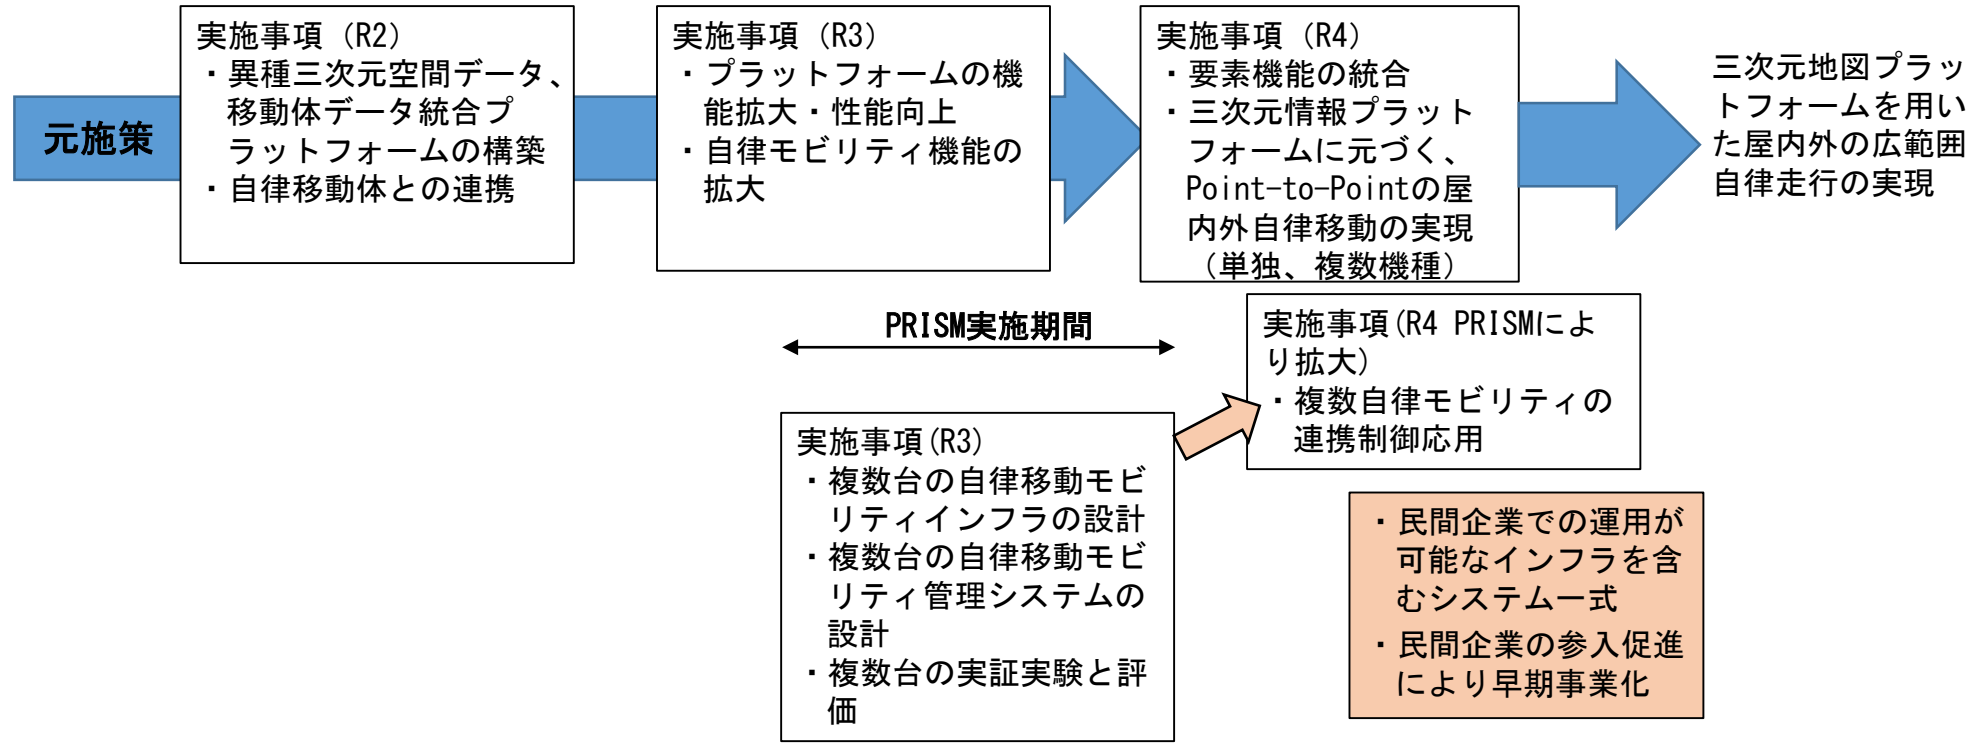 元施策
実施事項（R2）
・異種三次元空間データ、
移動体データ統合プ
ラットフォームの構築
・自律移動体との連携
実施事項（R3）
・プラットフォームの機
能拡大・性能向上
・自律モビリティ機能の
拡大
実施事項（R4）
・要素機能の統合
・三次元情報プラット
フォームに元づく、
Point-to-Pointの屋
内外自律移動の実現
（単独、複数機種）
三次元地図プラッ
トフォームを用い
た屋内外の広範囲
自律走行の実現
PRISM実施期間
実施事項(R3)
・複数台の自律移動モビ
リティインフラの設計
・複数台の自律移動モビ
リティ管理システムの
設計
・複数台の実証実験と評
価
実施事項(R4 PRISMによ
り拡大)
・複数自律モビリティの
連携制御応用
・民間企業での運用が
可能なインフラを含
むシステム一式
・民間企業の参入促進
により早期事業化